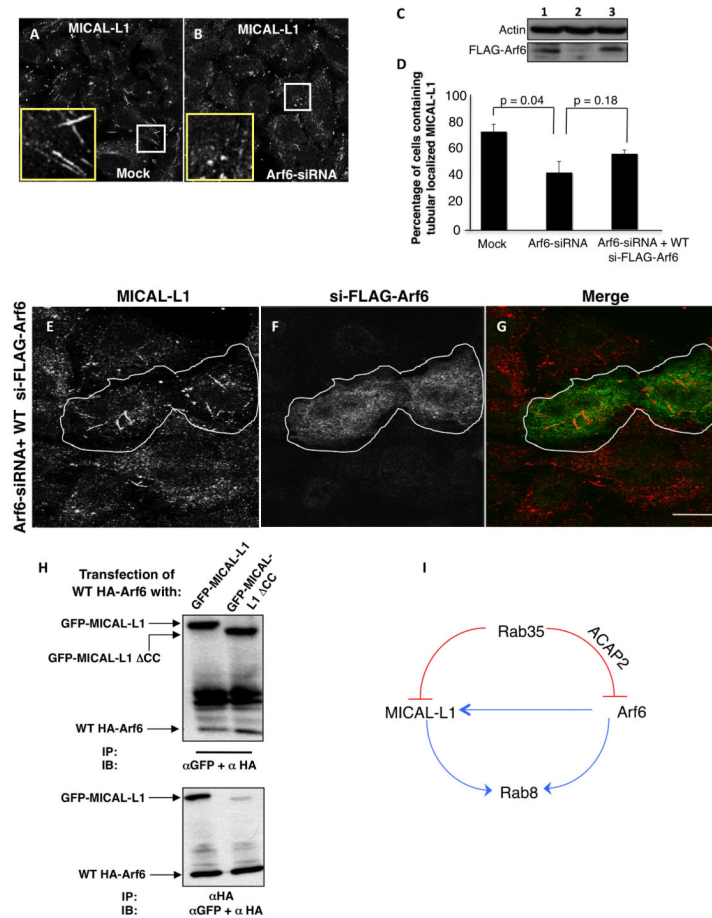 A
MICAL-L1
Mock
B
MICAL-L1
Arf6-siRNA
C
1 2 3
Actin
FLAG-Arf6
D
Percentage of cells containing
tubular localized MICAL-L1
100
80
60
40
20
0
p = 0.04
p = 0.18
Mock
Arf6-siRNA
Arf6-siRNA + WT
si-FLAG-Arf6
MICAL-L1
si-FLAG-Arf6
Merge
Arf6-siRNA+ WT si-FLAG-Arf6
E
F
G
H
Transfection of
WT HA-Arf6 with:
GFP-MICAL-L1
GFP-MICAL-
L1 ΔCC
GFP-MICAL-L1
GFP-MICAL-L1 ΔCC
WT HA-Arf6
IP:
IB: αGFP + α HA
GFP-MICAL-L1
WT HA-Arf6
IP: αHA
IB: αGFP + α HA
I
Rab35
ACAP2
MICAL-L1
Arf6
Rab8